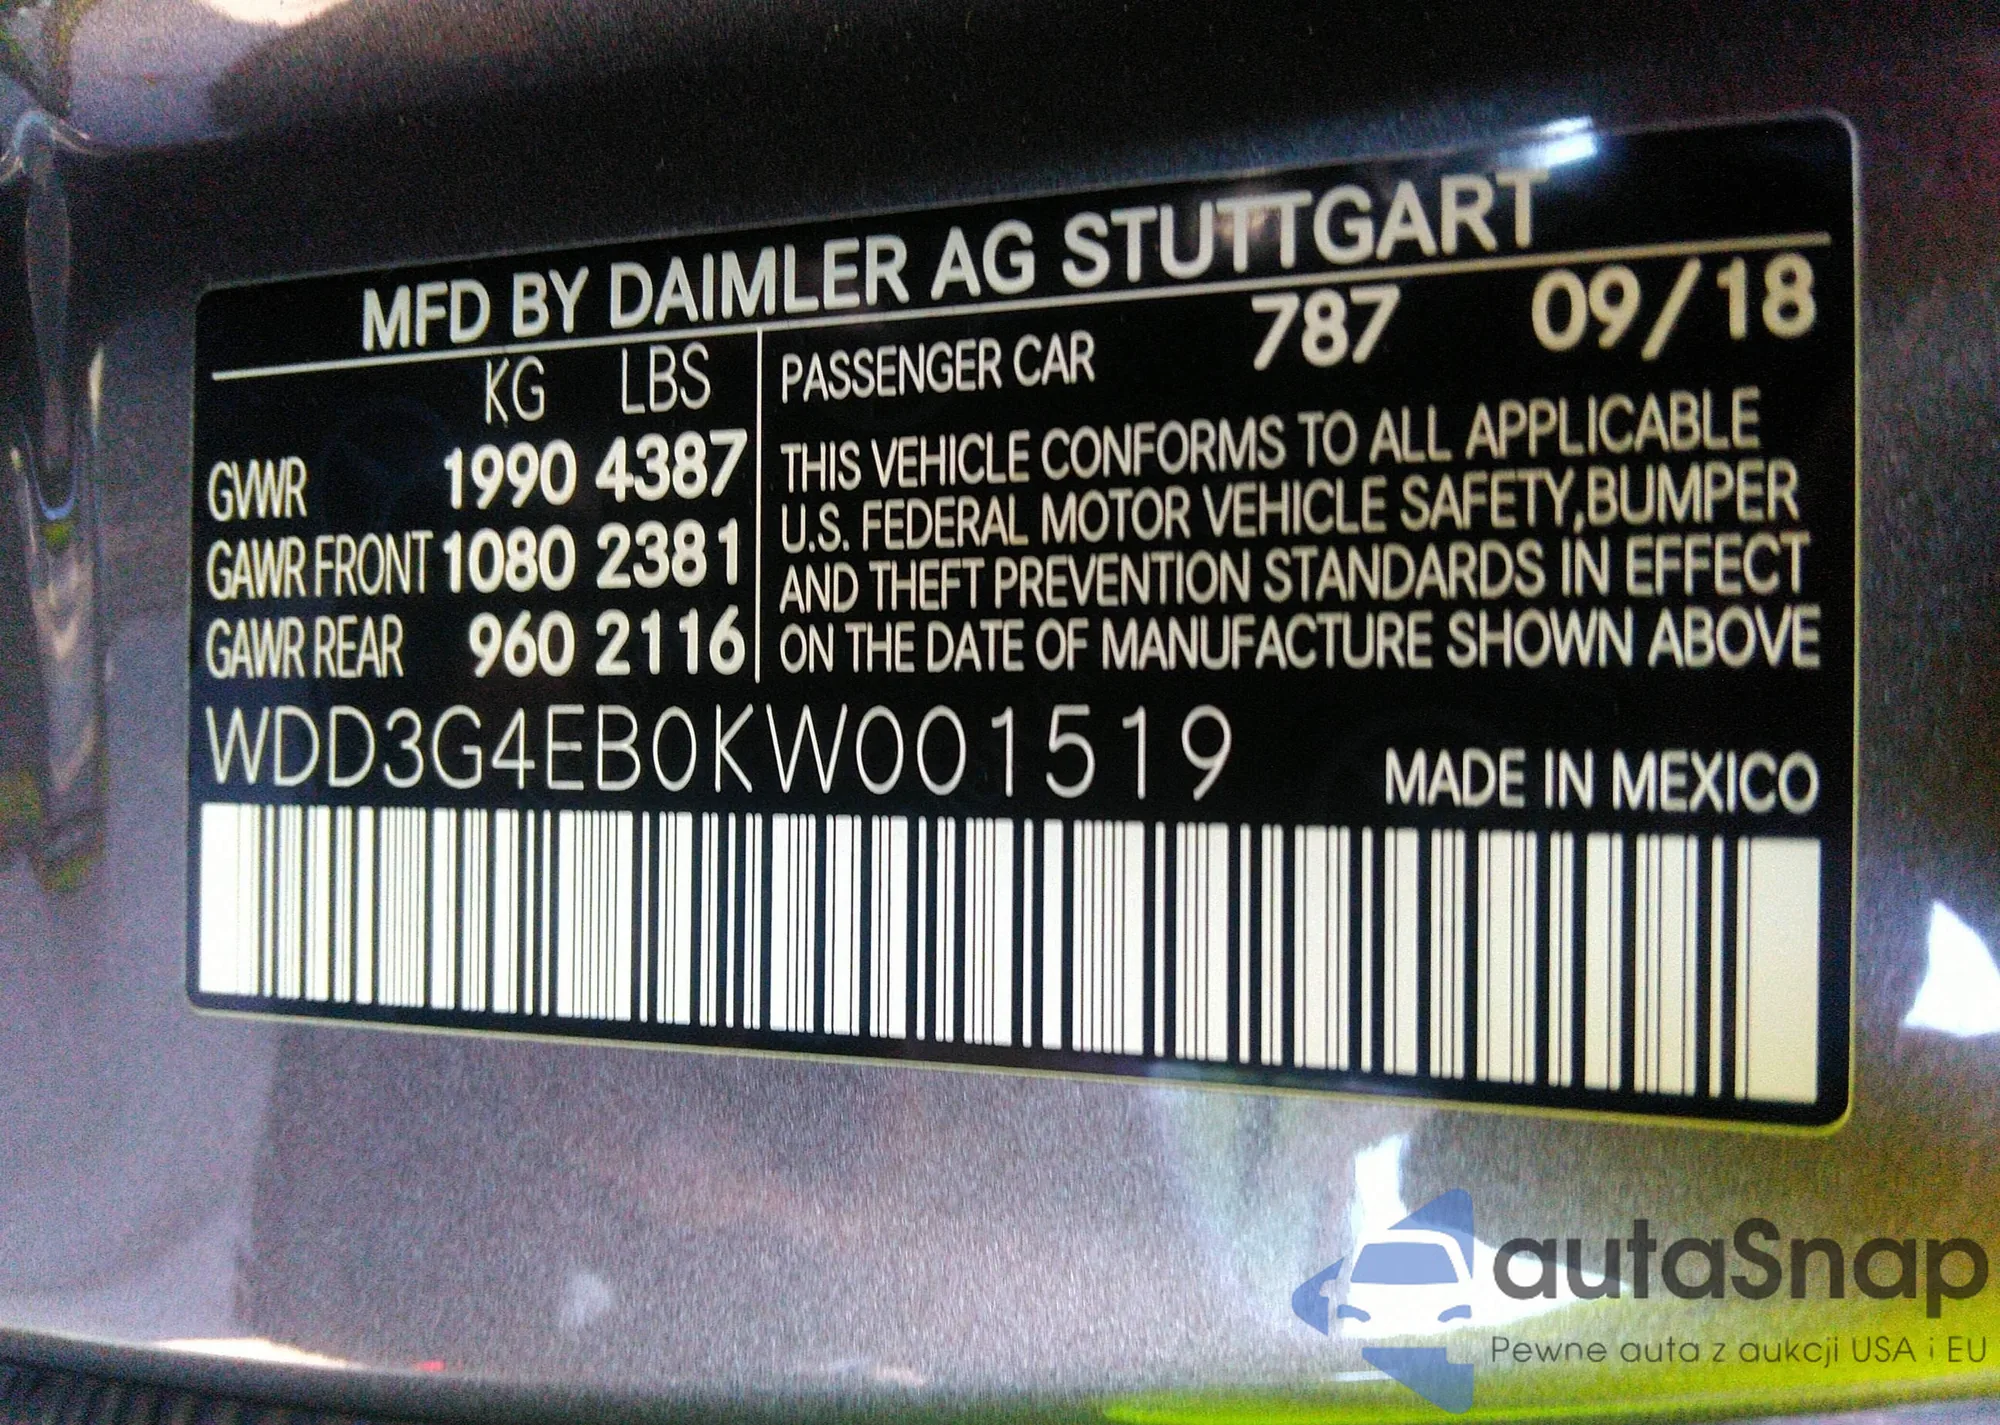 MFD BY DAIMLER AG STUTTGART
KG LBS
GVWR 1990 4387
GAWR FRONT 1080 2381
GAWR REAR 960 2116
PASSENGER CAR 787 09/18
THIS VEHICLE CONFORMS TO ALL APPLICABLE
U.S. FEDERAL MOTOR VEHICLE SAFETY,BUMPER
AND THEFT PREVENTION STANDARDS IN EFFECT
ON THE DATE OF MANUFACTURE SHOWN ABOVE
WDD3G4EB0KW001519
MADE IN MEXICO
autaSnap
Pewne auta z aukcji USA i EU